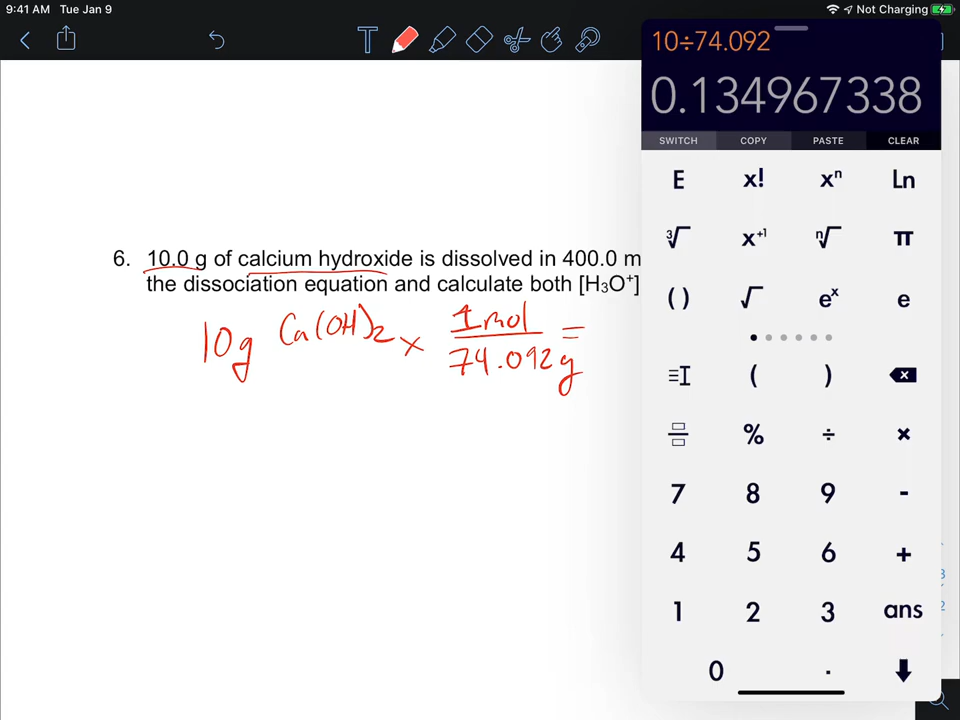 9:41 AM Tue Jan 9
Not Charging
T
10÷74.092
0.134967338
SWITCH COPY PASTE CLEAR
E x! xⁿ Ln
³√ x⁺¹ ⁿ√ π
( ) √ eˣ e
( )
% ÷ ×
7 8 9 -
4 5 6 +
1 2 3 ans
0 .
6. 10.0 g of calcium hydroxide is dissolved in 400.0 m
the dissociation equation and calculate both [H₃O⁺]
10g Ca(OH)₂ × 1mol =
74.092g